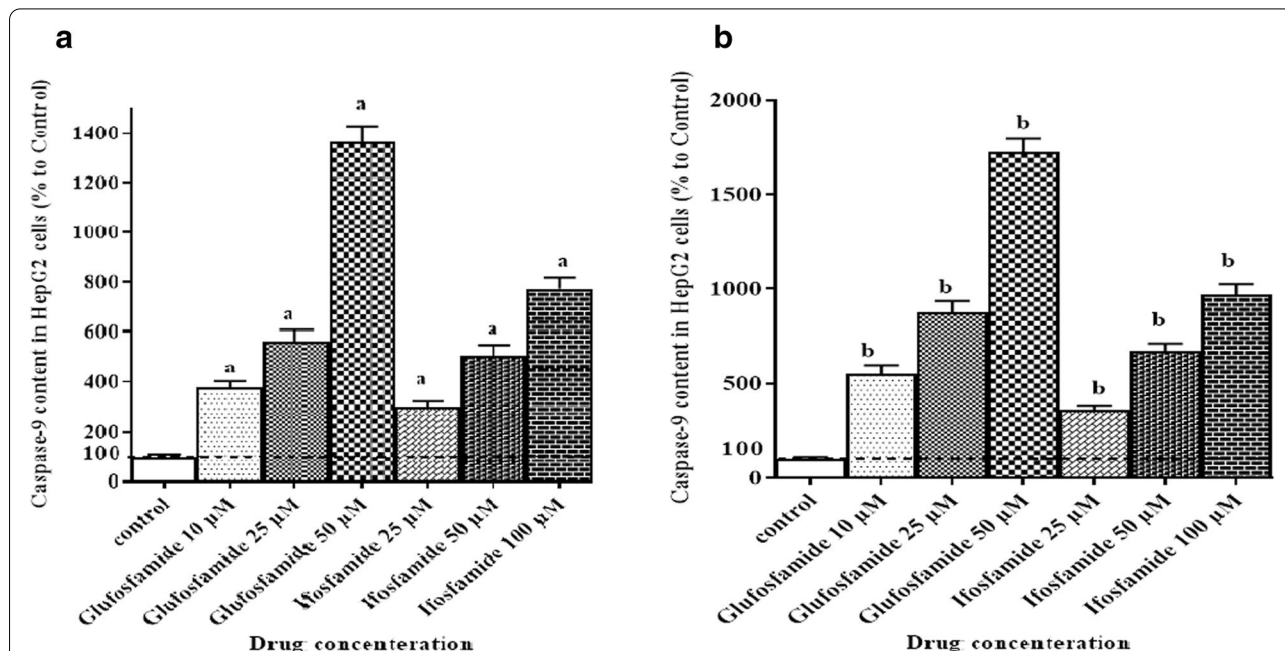 a
Caspase-9 content in HepG2 cells (% to Control)
1400
1200
1000
800
600
400
200
100
0
a
a
a
a
a
a
control
Glufosfamide 10 µM
Glufosfamide 25 µM
Glufosfamide 50 µM
Ifosfamide 25 µM
Ifosfamide 50 µM
Ifosfamide 100 µM
Drug concenteration
b
Caspase-9 content in HepG2 cells (% to Control)
2000
1500
1000
500
100
0
b
b
b
b
b
b
control
Glufosfamide 10 µM
Glufosfamide 25 µM
Glufosfamide 50 µM
Ifosfamide 25 µM
Ifosfamide 50 µM
Ifosfamide 100 µM
Drug concenteration